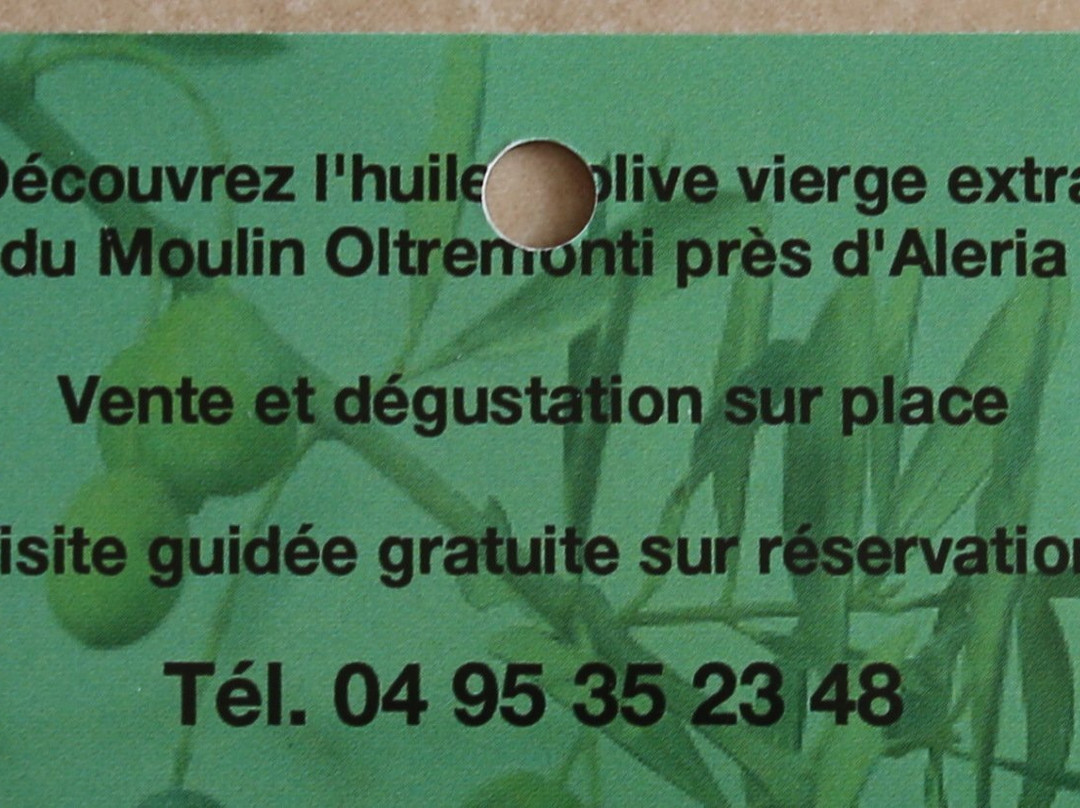 Découvrez l'huile olive vierge extra
du Moulin Oltremonti près d'Aleria
Vente et dégustation sur place
isite guidée gratuite sur réservation
Tél. 04 95 35 23 48